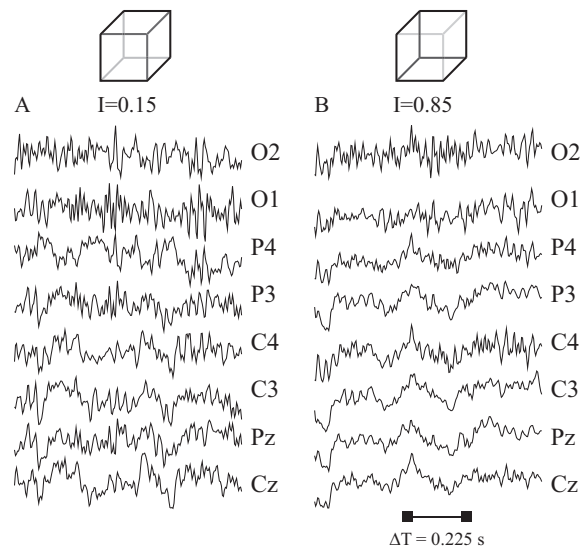 A I=0.15
B I=0.85
O2
O1
P4
P3
C4
C3
Pz
Cz
O2
O1
P4
P3
C4
C3
Pz
Cz
ΔT = 0.225 s